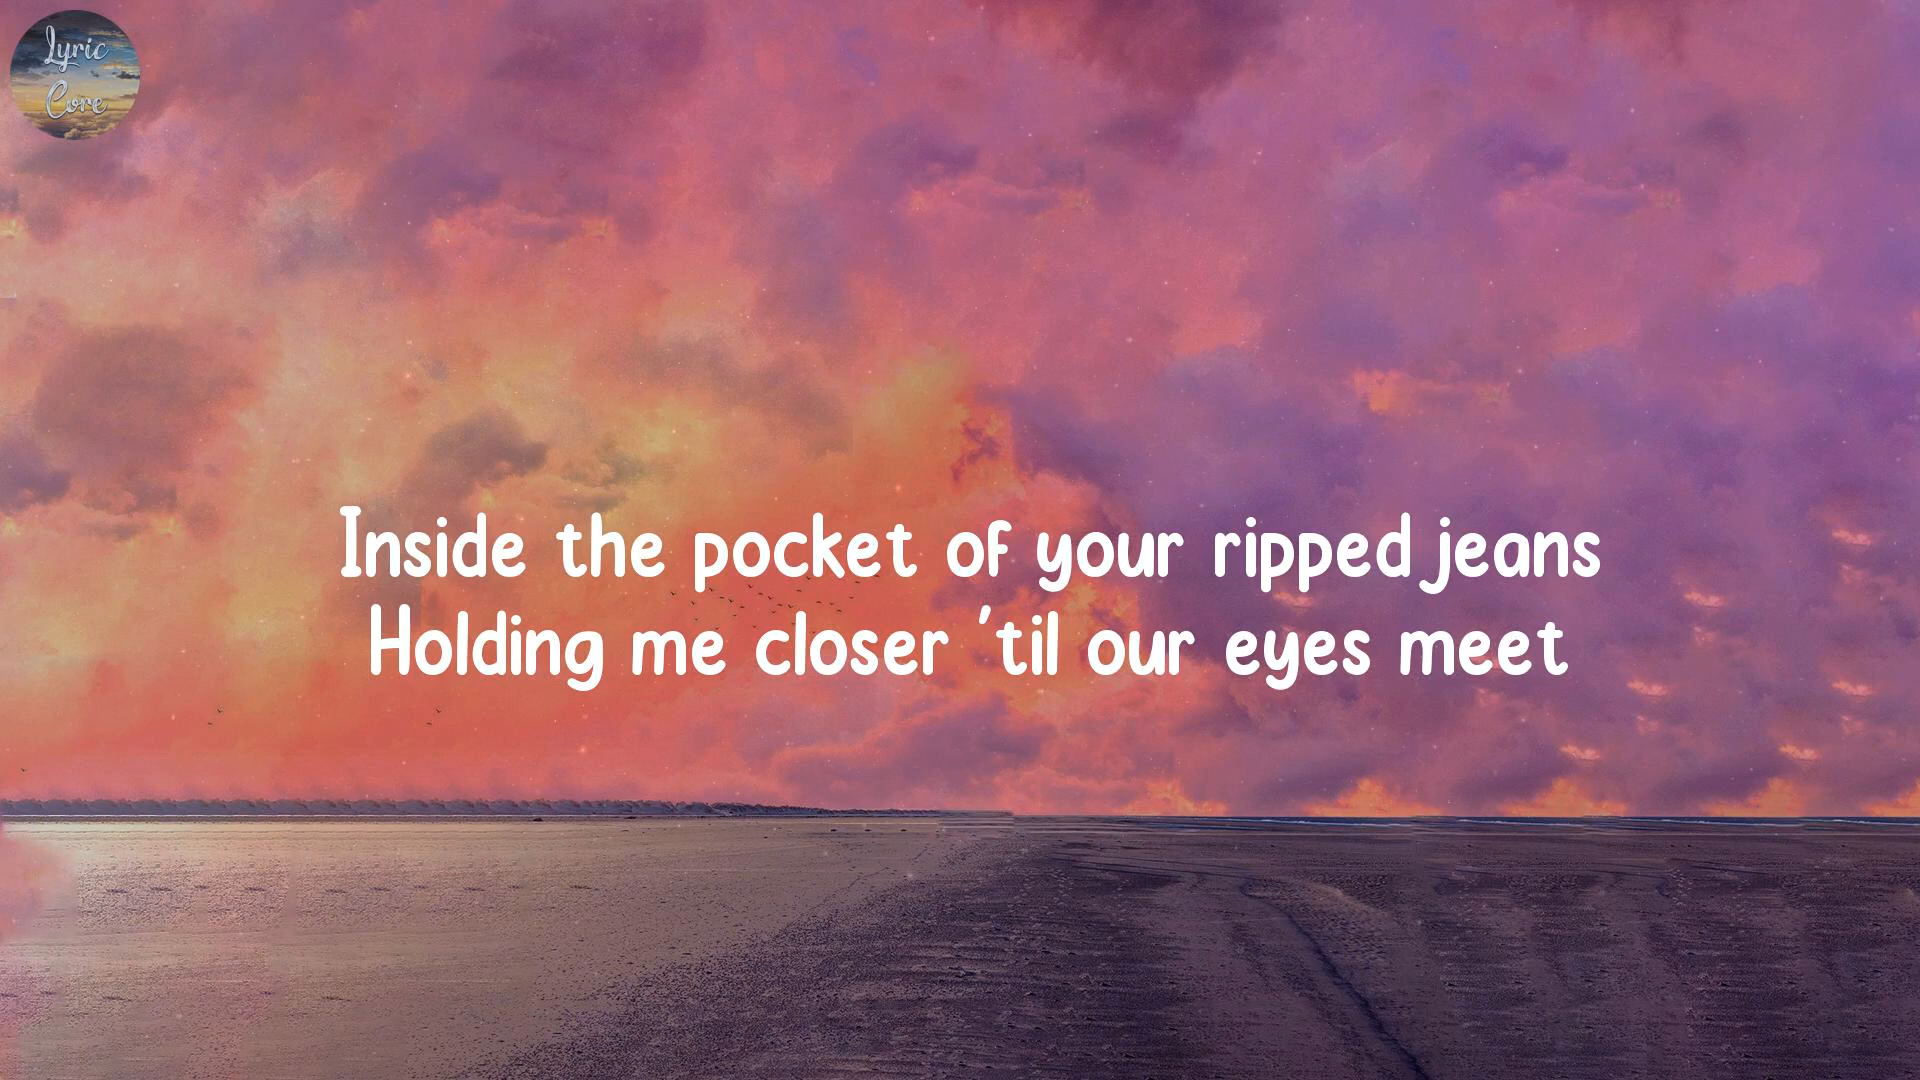 Lyric
Core
Inside the pocket of your ripped jeans
Holding me closer 'til our eyes meet